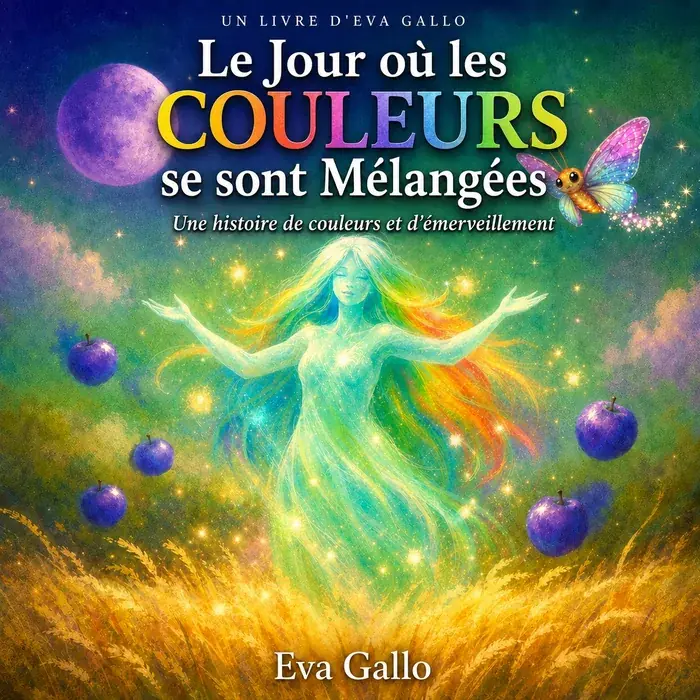 UN LIVRE D'EVA GALLO
Le Jour où les
COULEURS
se sont Mélangées
Une histoire de couleurs et d'émerveillement
Eva Gallo